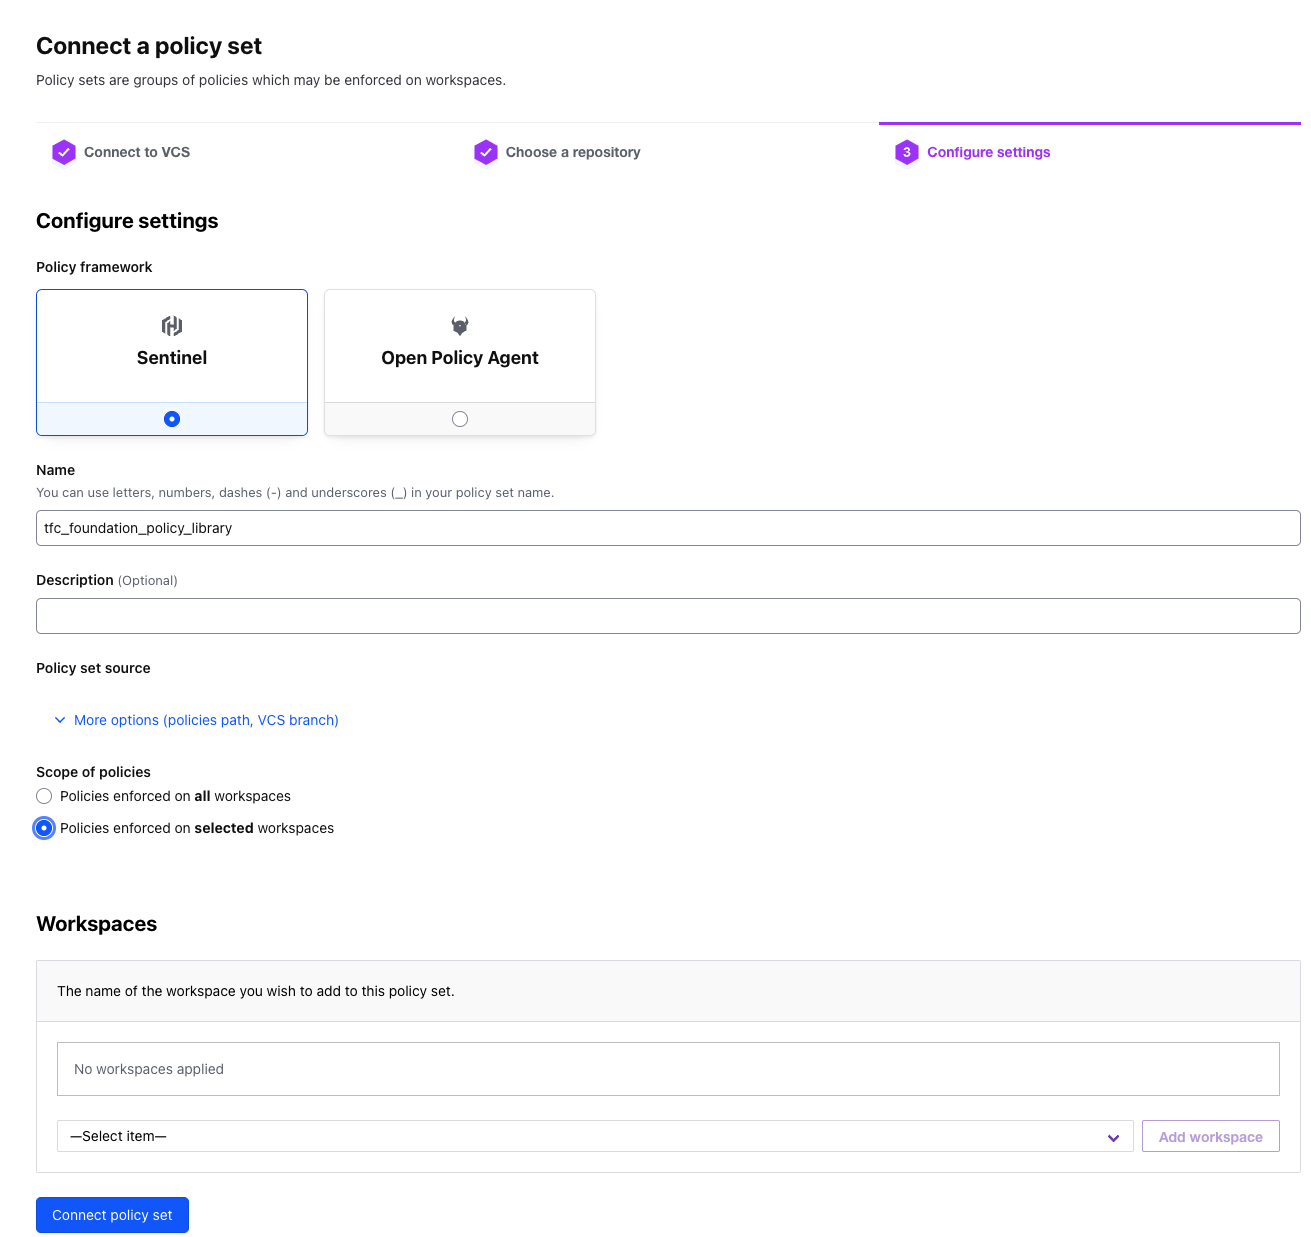 Connect a policy set
Policy sets are groups of policies which may be enforced on workspaces.
Connect to VCS
Choose a repository
3 Configure settings
Configure settings
Policy framework
Sentinel
Open Policy Agent
Name
You can use letters, numbers, dashes (-) and underscores (_) in your policy set name.
tfc_foundation_policy_library
Description (Optional)
Policy set source
More options (policies path, VCS branch)
Scope of policies
Policies enforced on all workspaces
Policies enforced on selected workspaces
Workspaces
The name of the workspace you wish to add to this policy set.
No workspaces applied
—Select item—
Add workspace
Connect policy set